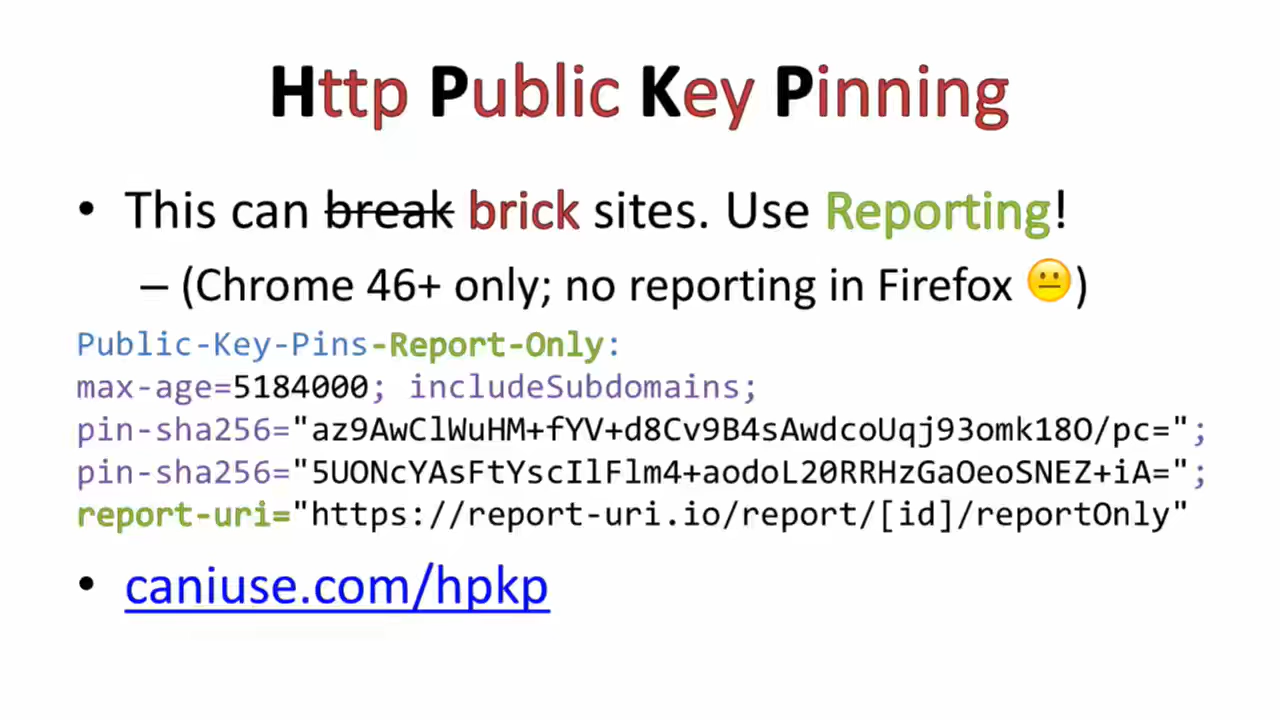 Http Public Key Pinning
• This can break brick sites. Use Reporting!
– (Chrome 46+ only; no reporting in Firefox 😐)
Public-Key-Pins-Report-Only:
max-age=5184000; includeSubdomains;
pin-sha256="az9AwClWuHM+fYV+d8Cv9B4sAwdcoUqj93omk18O/pc=";
pin-sha256="5UONcYAsFtYscIlFlm4+aodoL20RRHzGaOeoSNEZ+iA=";
report-uri="https://report-uri.io/report/[id]/reportOnly"
• caniuse.com/hpkp